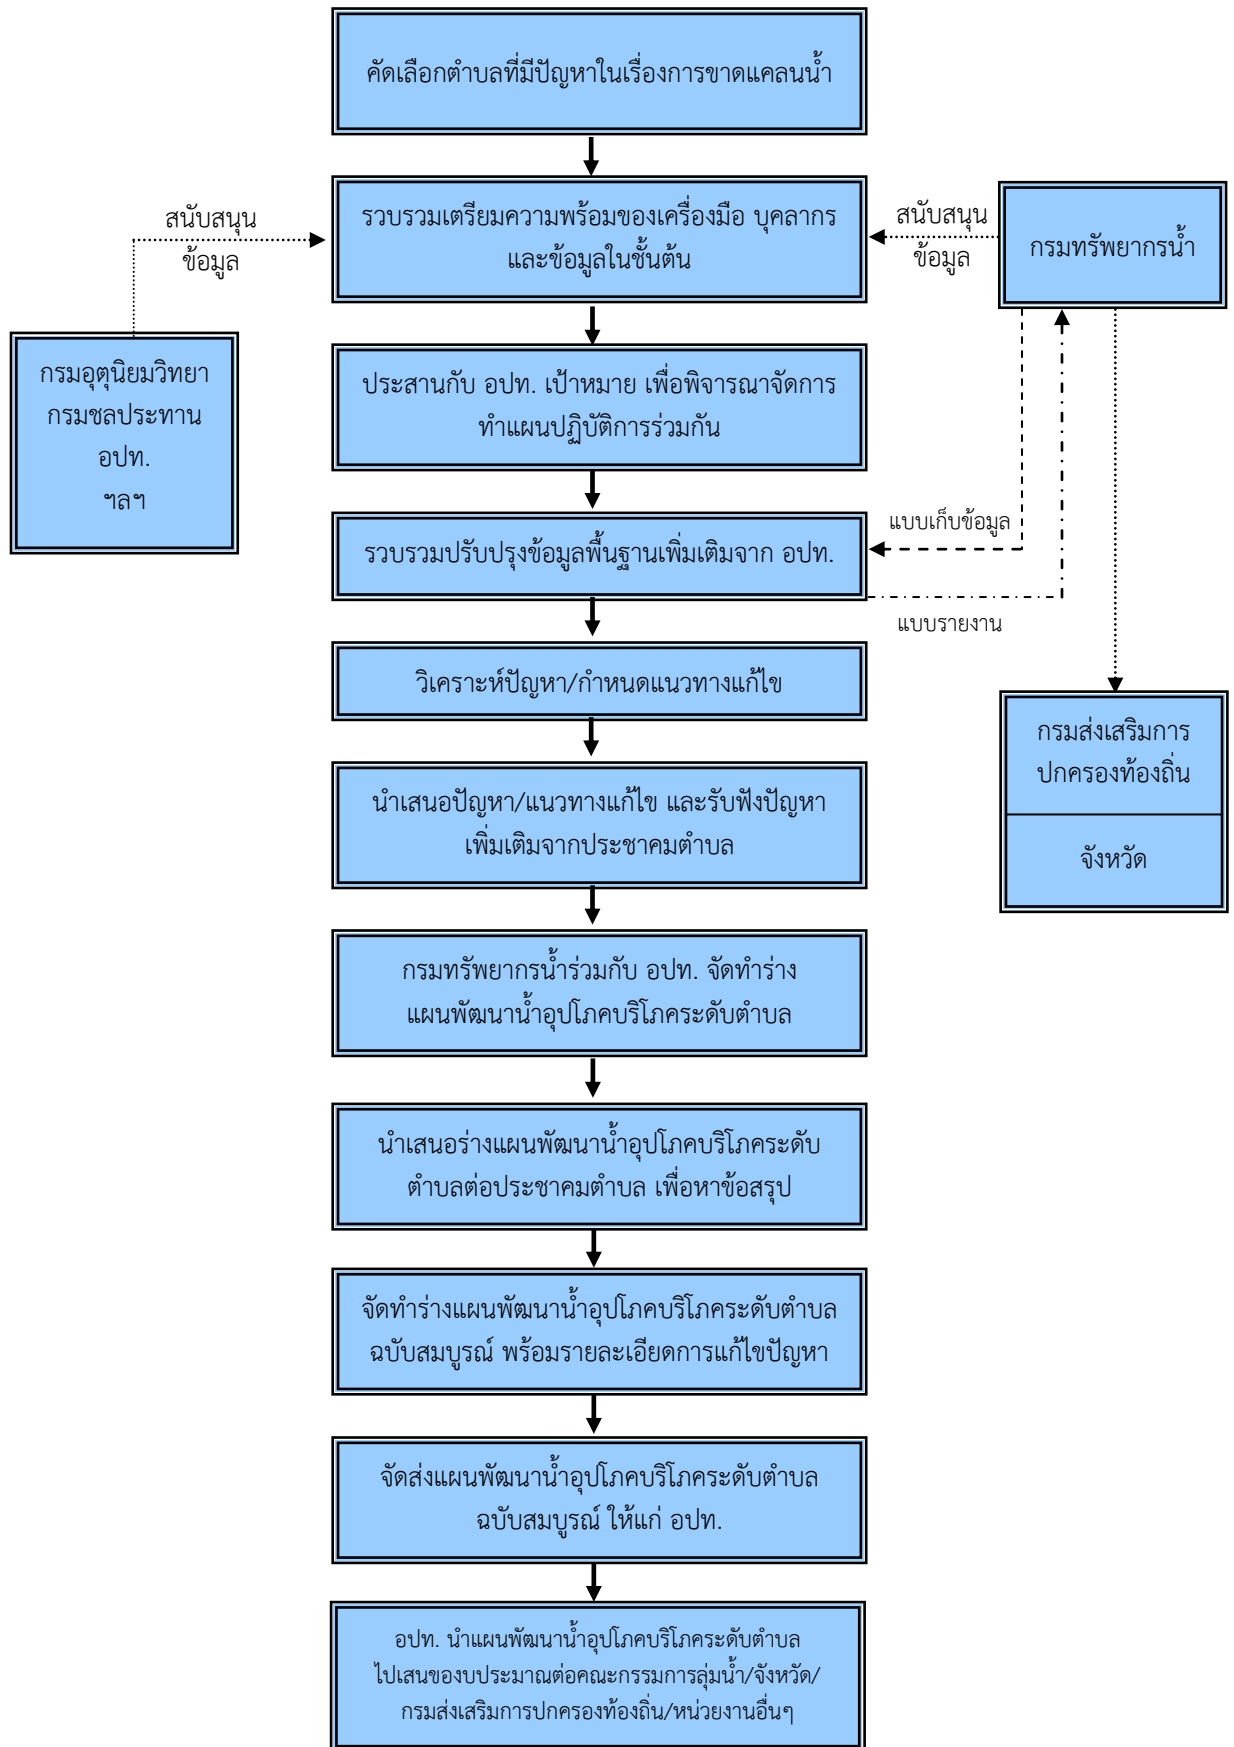 คัดเลือกตำบลที่มีปัญหาในเรื่องการขาดแคลนน้ำ
รวบรวมเตรียมความพร้อมของเครื่องมือ บุคลากร
และข้อมูลในชั้นต้น
สนับสนุน
ข้อมูล
สนับสนุน
ข้อมูล
กรมทรัพยากรน้ำ
กรมอุตุนิยมวิทยา
กรมชลประทาน
อปท.
ฯลฯ
ประสานกับ อปท. เป้าหมาย เพื่อพิจารณาจัดการ
ทำแผนปฏิบัติการร่วมกัน
แบบเก็บข้อมูล
รวบรวมปรับปรุงข้อมูลพื้นฐานเพิ่มเติมจาก อปท.
แบบรายงาน
วิเคราะห์ปัญหา/กำหนดแนวทางแก้ไข
กรมส่งเสริมการ
ปกครองท้องถิ่น
จังหวัด
นำเสนอปัญหา/แนวทางแก้ไข และรับฟังปัญหา
เพิ่มเติมจากประชาคมตำบล
กรมทรัพยากรน้ำร่วมกับ อปท. จัดทำร่าง
แผนพัฒนาน้ำอุปโภคบริโภคระดับตำบล
นำเสนอร่างแผนพัฒนาน้ำอุปโภคบริโภคระดับ
ตำบลต่อประชาคมตำบล เพื่อหาข้อสรุป
จัดทำร่างแผนพัฒนาน้ำอุปโภคบริโภคระดับตำบล
ฉบับสมบูรณ์ พร้อมรายละเอียดการแก้ไขปัญหา
จัดส่งแผนพัฒนาน้ำอุปโภคบริโภคระดับตำบล
ฉบับสมบูรณ์ ให้แก่ อปท.
อปท. นำแผนพัฒนาน้ำอุปโภคบริโภคระดับตำบล
ไปเสนของบประมาณต่อคณะกรรมการลุ่มน้ำ/จังหวัด/
กรมส่งเสริมการปกครองท้องถิ่น/หน่วยงานอื่นๆ